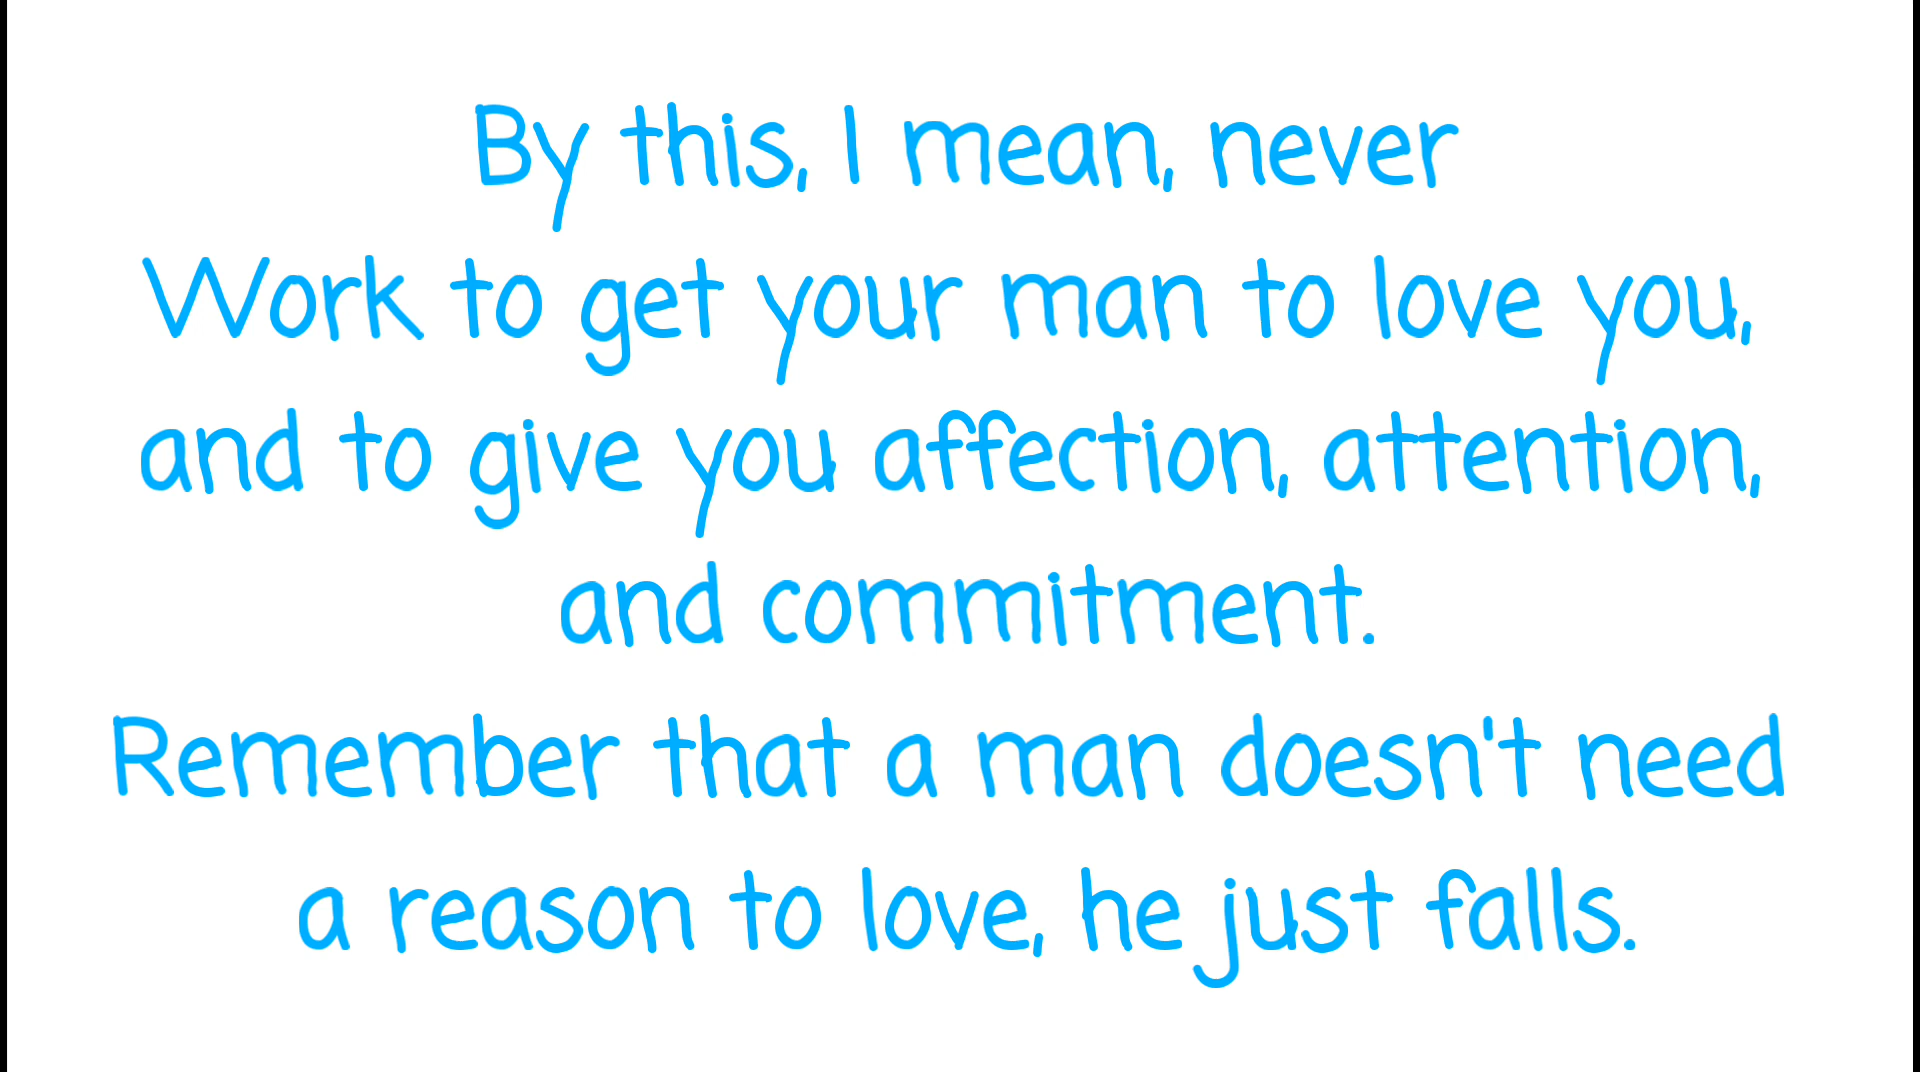 By this, I mean, never
Work to get your man to love you,
and to give you affection, attention,
and commitment.
Remember that a man doesn't need
a reason to love, he just falls.